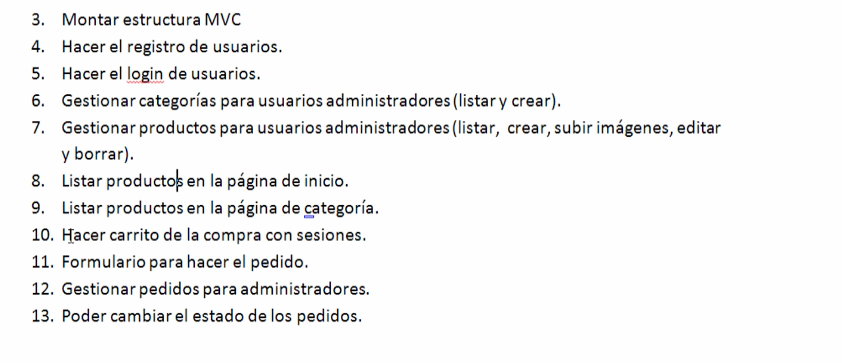 3. Montar estructura MVC
4. Hacer el registro de usuarios.
5. Hacer el login de usuarios.
6. Gestionar categorías para usuarios administradores (listar y crear).
7. Gestionar productos para usuarios administradores (listar, crear, subir imágenes, editar
y borrar).
8. Listar productos en la página de inicio.
9. Listar productos en la página de categoría.
10. Hacer carrito de la compra con sesiones.
11. Formulario para hacer el pedido.
12. Gestionar pedidos para administradores.
13. Poder cambiar el estado de los pedidos.